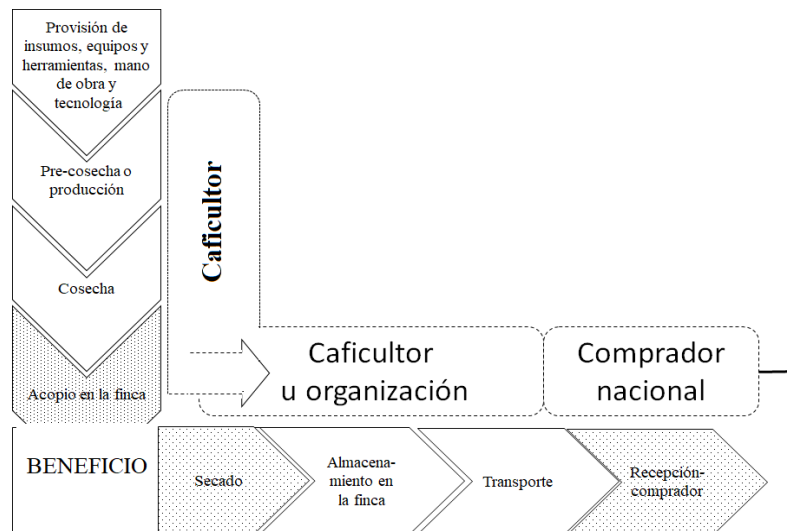 Provisión de
insumos, equipos y
herramientas, mano
de obra y
tecnología
Pre-cosecha o
producción
Cosecha
Acopio en la finca
Caficultor
Caficultor
u organización
Comprador
nacional
BENEFICIO
Secado
Almacena-
miento en
la finca
Transporte
Recepción-
comprador